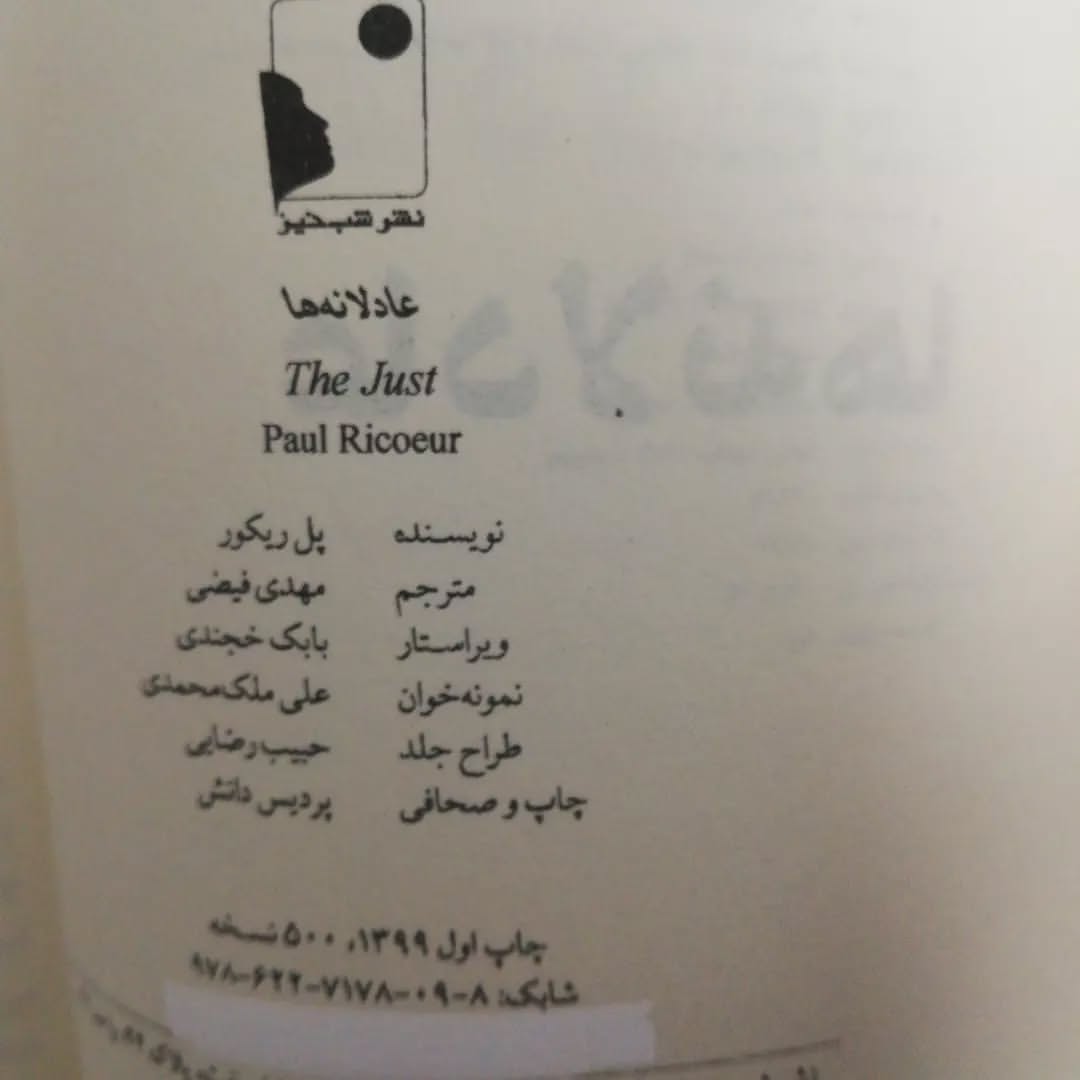 نشر شب‌خیز
عادلانه‌ها
The Just
Paul Ricoeur
نویسنده پل ریکور
مترجم مهدی فیضی
ویراستار بابک خجندی
نمونه‌خوان علی ملک‌محمدی
طراح جلد حبیب رضایی
چاپ و صحافی پردیس دانش
چاپ اول ۱۳۹۹، ۵۰۰ نسخه
شابک: ۸-۰۹-۷۱۷۸-۶۲۲-۹۷۸